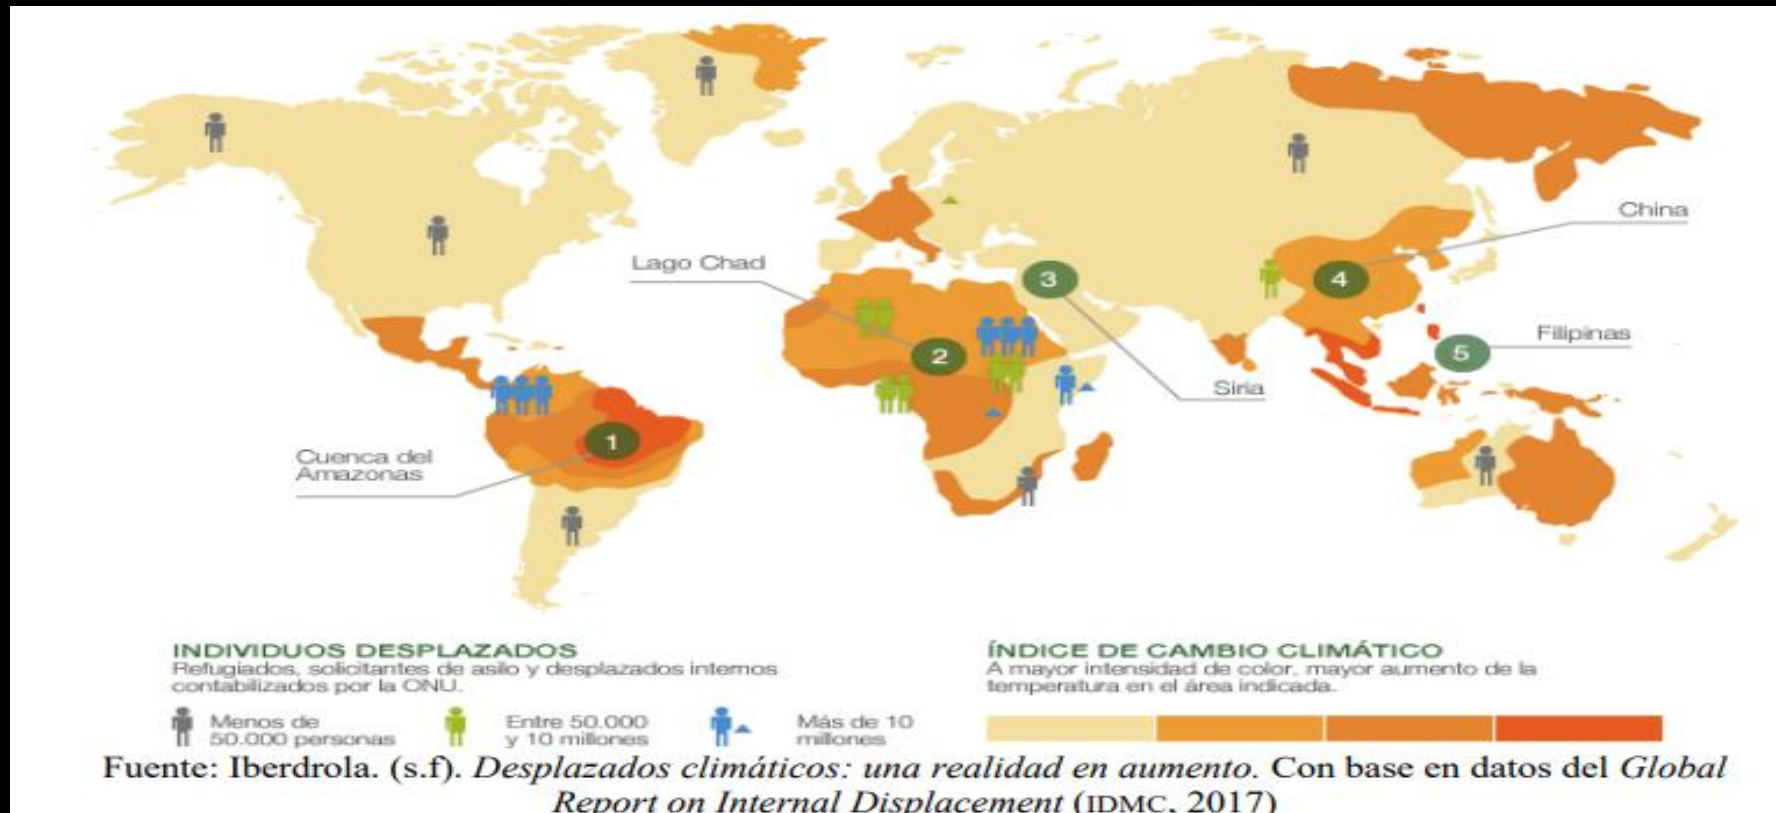 China
Lago Chad
3
4
Filipinas
2
5
Siria
1
Cuenca del
Amazonas
INDIVIDUOS DESPLAZADOS
Refugiados, solicitantes de asilo y desplazados internos
contabilizados por la ONU.
Menos de
50.000 personas
Entre 50.000
y 10 millones
Más de 10
millones
ÍNDICE DE CAMBIO CLIMÁTICO
A mayor intensidad de color, mayor aumento de la
temperatura en el área indicada.
Fuente: Iberdrola. (s.f). Desplazados climáticos: una realidad en aumento. Con base en datos del Global
Report on Internal Displacement (IDMC, 2017)